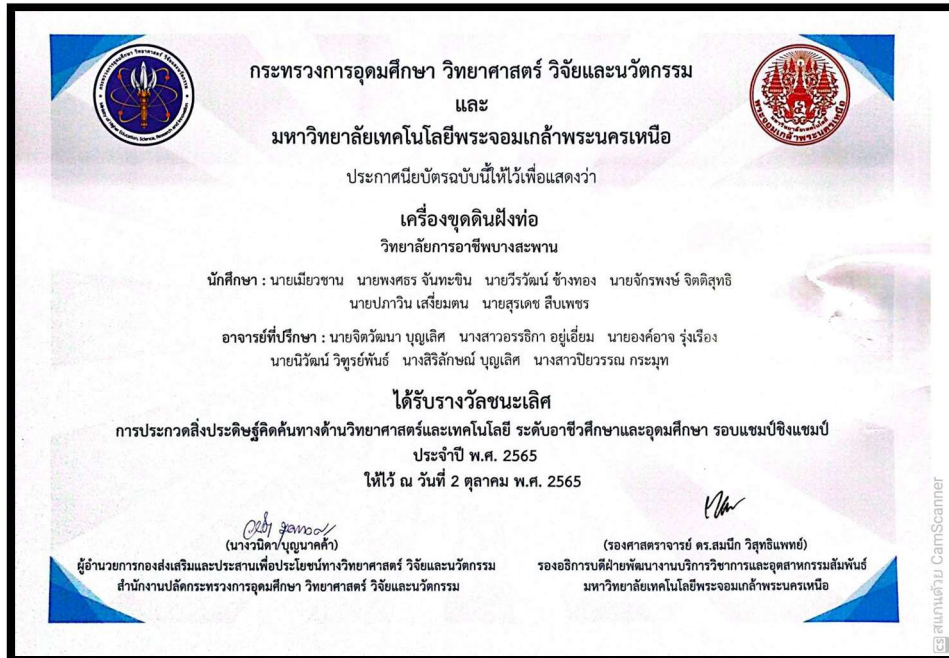 กระทรวงการอุดมศึกษา วิทยาศาสตร์ วิจัยและนวัตกรรม
และ
มหาวิทยาลัยเทคโนโลยีพระจอมเกล้าพระนครเหนือ
ประกาศนียบัตรฉบับนี้ให้ไว้เพื่อแสดงว่า
เครื่องขุดดินฝังท่อ
วิทยาลัยการอาชีพบางสะพาน
นักศึกษา : นายเมียวซาน นายพงศธร จันทะขิน นายวีรวัฒน์ ช้างทอง นายจักรพงษ์ จิตติสุทธิ
นายปภาวิน เสงี่ยมตน นายสุรเดช สืบเพชร
อาจารย์ที่ปรึกษา : นายจิตวัฒนา บุญเลิศ นางสาวอรรธิกา อยู่เอี่ยม นายองค์อาจ รุ่งเรือง
นายนิวัฒน์ วิฑูรย์พันธ์ นางสิริลักษณ์ บุญเลิศ นางสาวปิยวรรณ กระมุท
ได้รับรางวัลชนะเลิศ
การประกวดสิ่งประดิษฐ์คิดค้นทางด้านวิทยาศาสตร์และเทคโนโลยี ระดับอาชีวศึกษาและอุดมศึกษา รอบแชมป์ชิงแชมป์
ประจำปี พ.ศ. 2565
ให้ไว้ ณ วันที่ 2 ตุลาคม พ.ศ. 2565
(นางวนิดา บุญนาคค้า)
ผู้อำนวยการกองส่งเสริมและประสานเพื่อประโยชน์ทางวิทยาศาสตร์ วิจัยและนวัตกรรม
สำนักงานปลัดกระทรวงการอุดมศึกษา วิทยาศาสตร์ วิจัยและนวัตกรรม
(รองศาสตราจารย์ ดร.สมนึก วิสุทธิแพทย์)
รองอธิการบดีฝ่ายพัฒนางานบริการวิชาการและอุตสาหกรรมสัมพันธ์
มหาวิทยาลัยเทคโนโลยีพระจอมเกล้าพระนครเหนือ
CS สแกนด้วย CamScanner